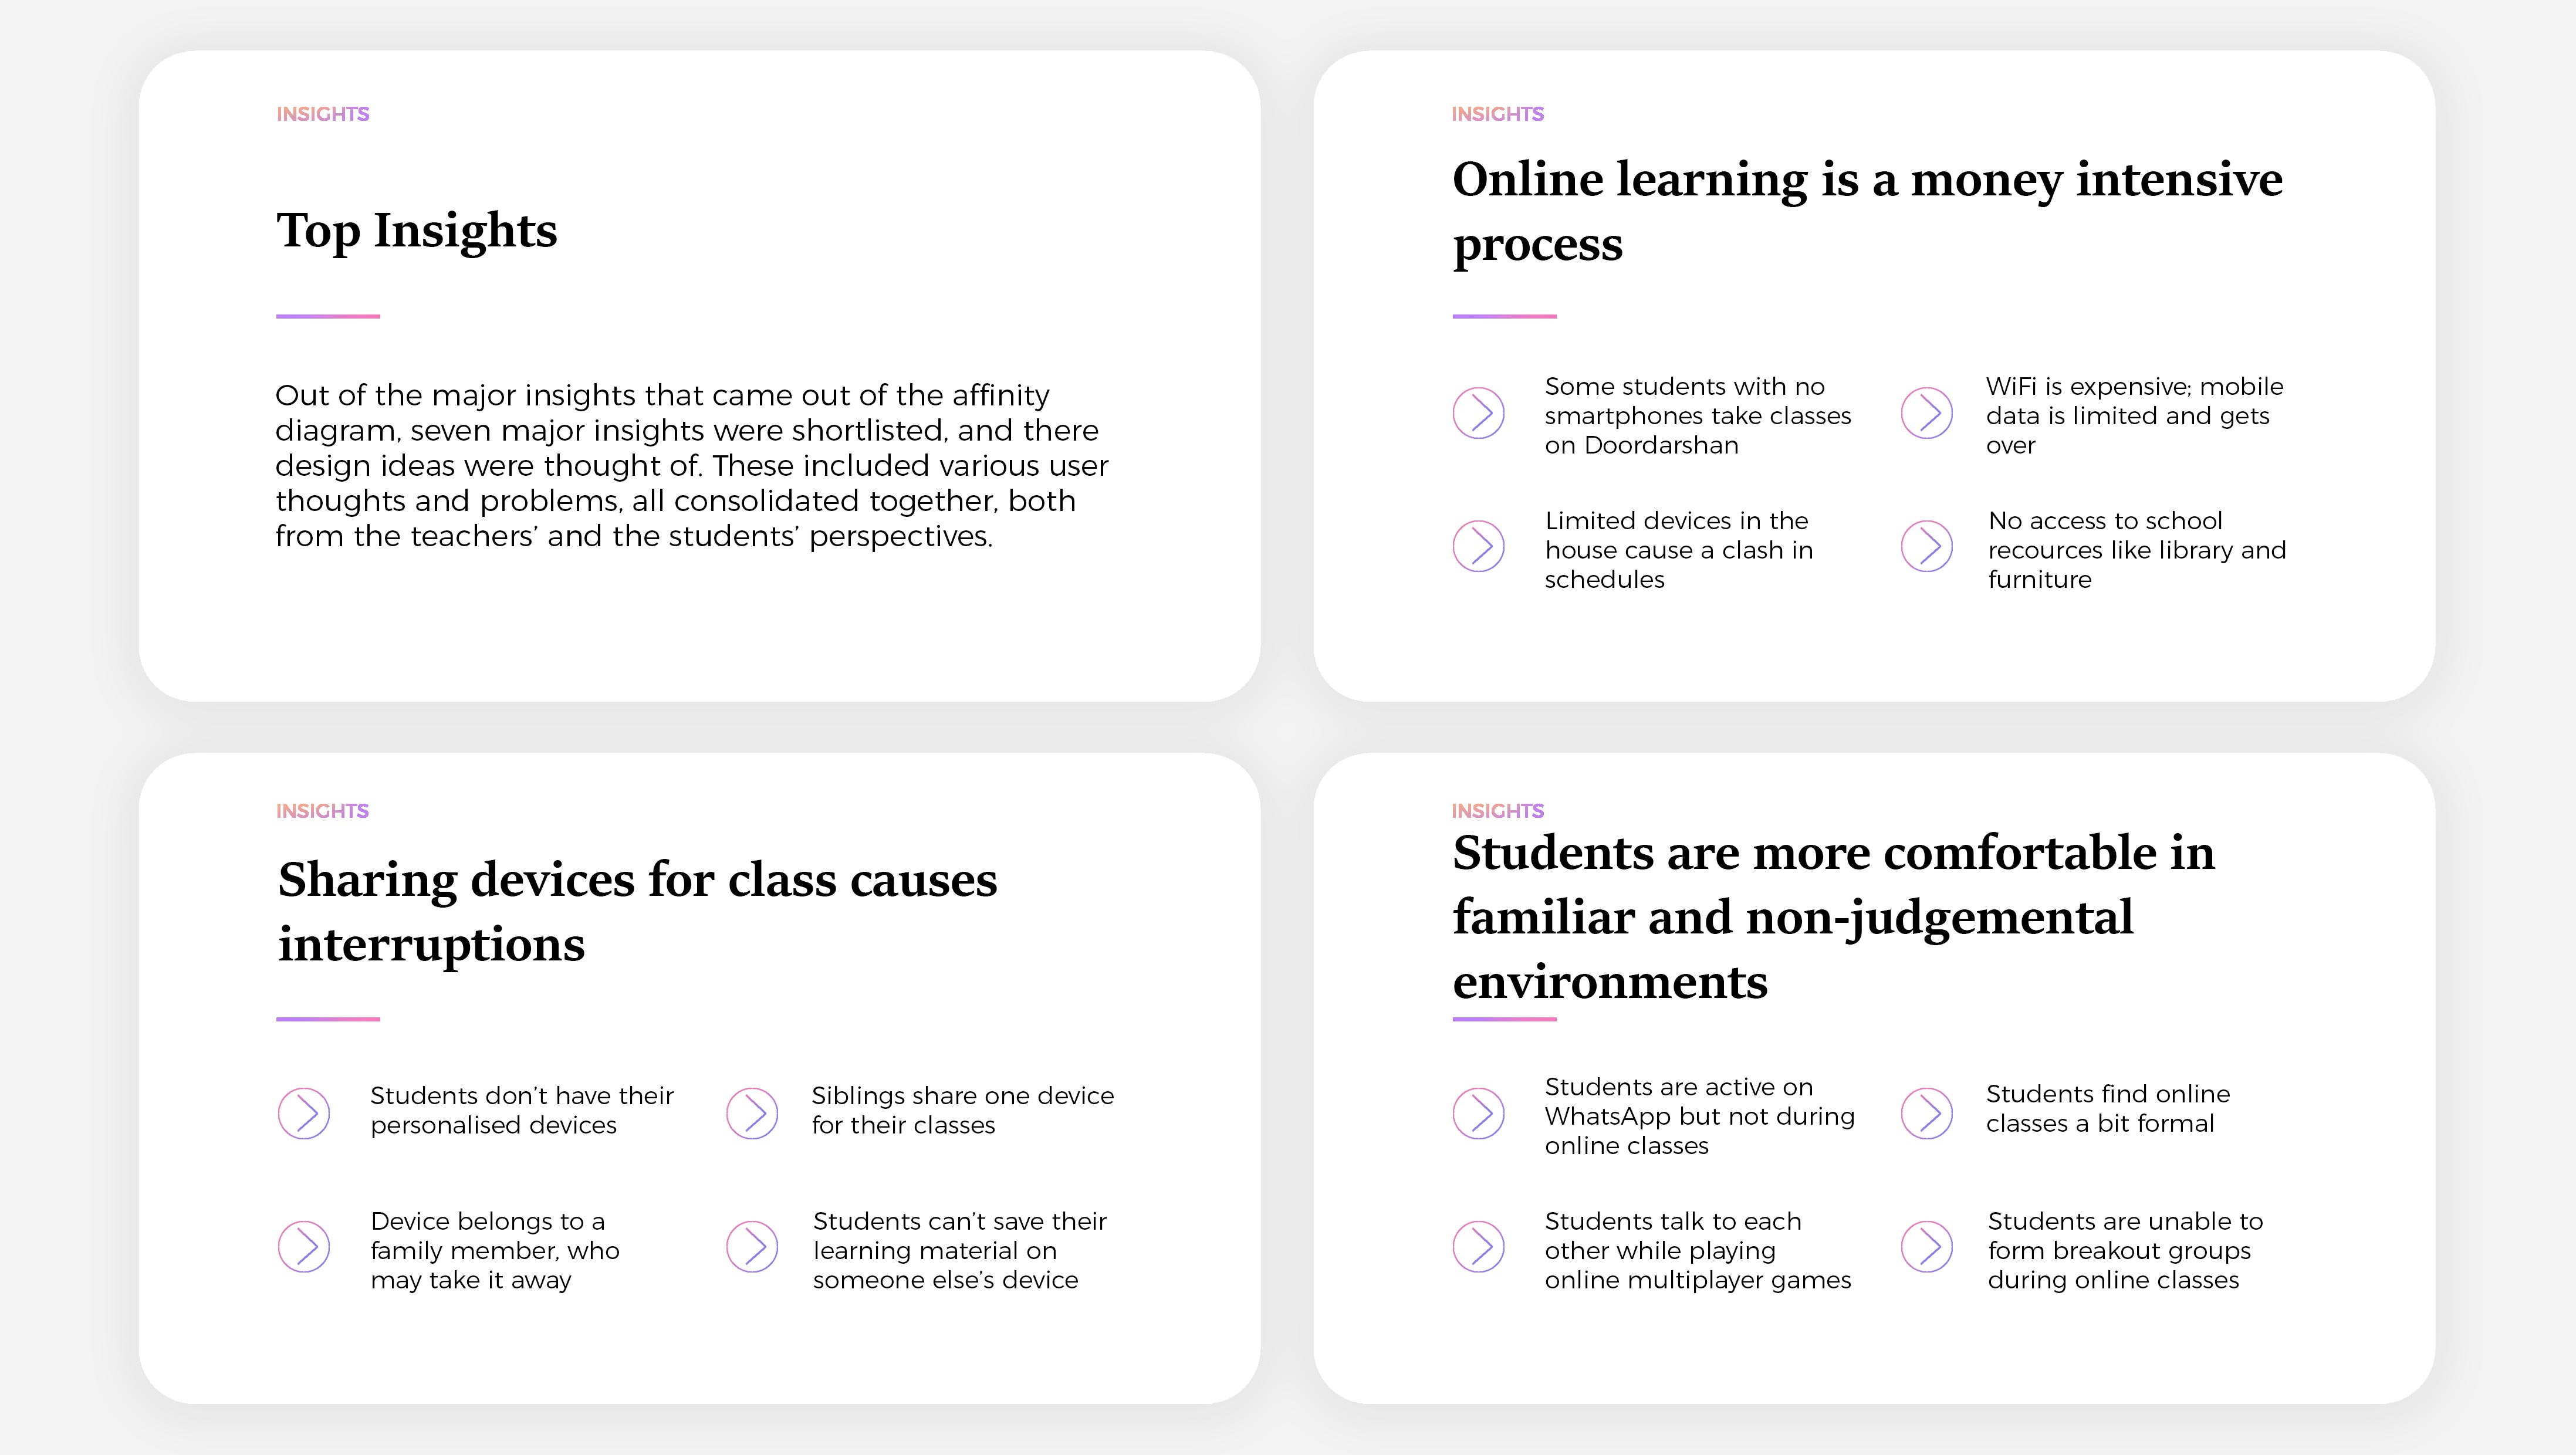 INSIGHTS
Top Insights
Out of the major insights that came out of the affinity
diagram, seven major insights were shortlisted, and there
design ideas were thought of. These included various user
thoughts and problems, all consolidated together, both
from the teachers’ and the students’ perspectives.
INSIGHTS
Online learning is a money intensive
process
Some students with no
smartphones take classes
on Doordarshan
WiFi is expensive; mobile
data is limited and gets
over
Limited devices in the
house cause a clash in
schedules
No access to school
recources like library and
furniture
INSIGHTS
Sharing devices for class causes
interruptions
Students don’t have their
personalised devices
Siblings share one device
for their classes
Device belongs to a
family member, who
may take it away
Students can’t save their
learning material on
someone else’s device
INSIGHTS
Students are more comfortable in
familiar and non-judgemental
environments
Students are active on
WhatsApp but not during
online classes
Students find online
classes a bit formal
Students talk to each
other while playing
online multiplayer games
Students are unable to
form breakout groups
during online classes